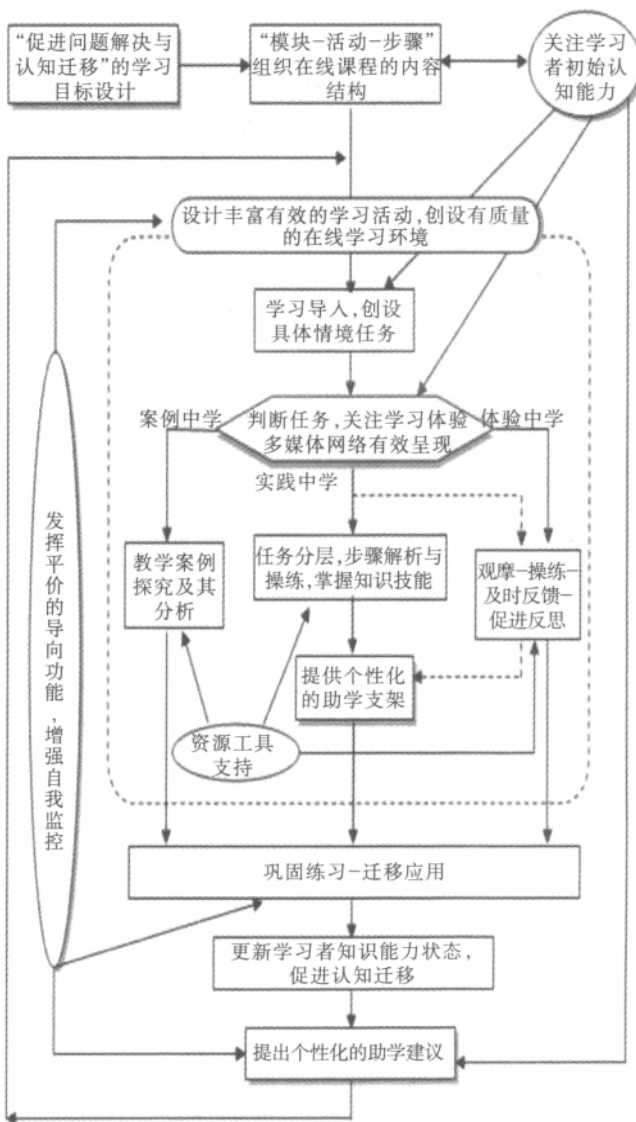 “促进问题解决与
认知迁移”的学习
目标设计
“模块-活动-步骤”
组织在线课程的内容
结构
关注学习
者初始认
知能力
设计丰富有效的学习活动,创设有质量
的在线学习环境
学习导人,创设
具体情境任务
案例中学
判断任务,关注学习体验
多媒体网络有效呈现
体验中学
实践中学
发挥平价的导向功能,增强自我监控
教学案例
探究及其
分析
任务分层,步骤解析与
操练,掌握知识技能
观摩-操练-
及时反馈-
促进反思
提供个性化
的助学支架
资源工具
支持
巩固练习-迁移应用
更新学习者知识能力状态,
促进认知迁移
提出个性化的助学建议